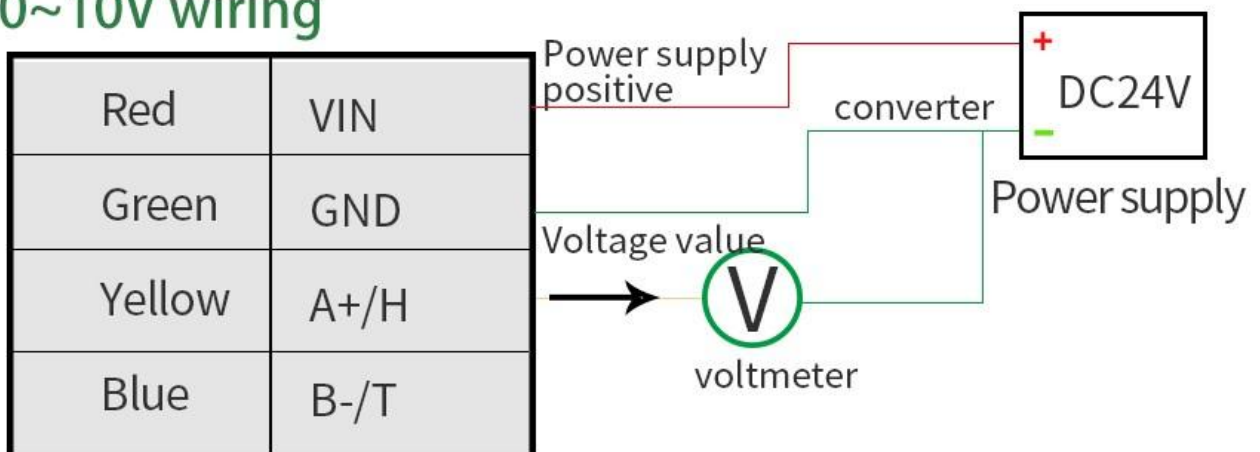 0~10V wiring
Power supply
positive
+
DC24V
Red VIN
converter
-
Green GND
Power supply
Voltage value
Yellow A+/H
V
voltmeter
Blue B-/T